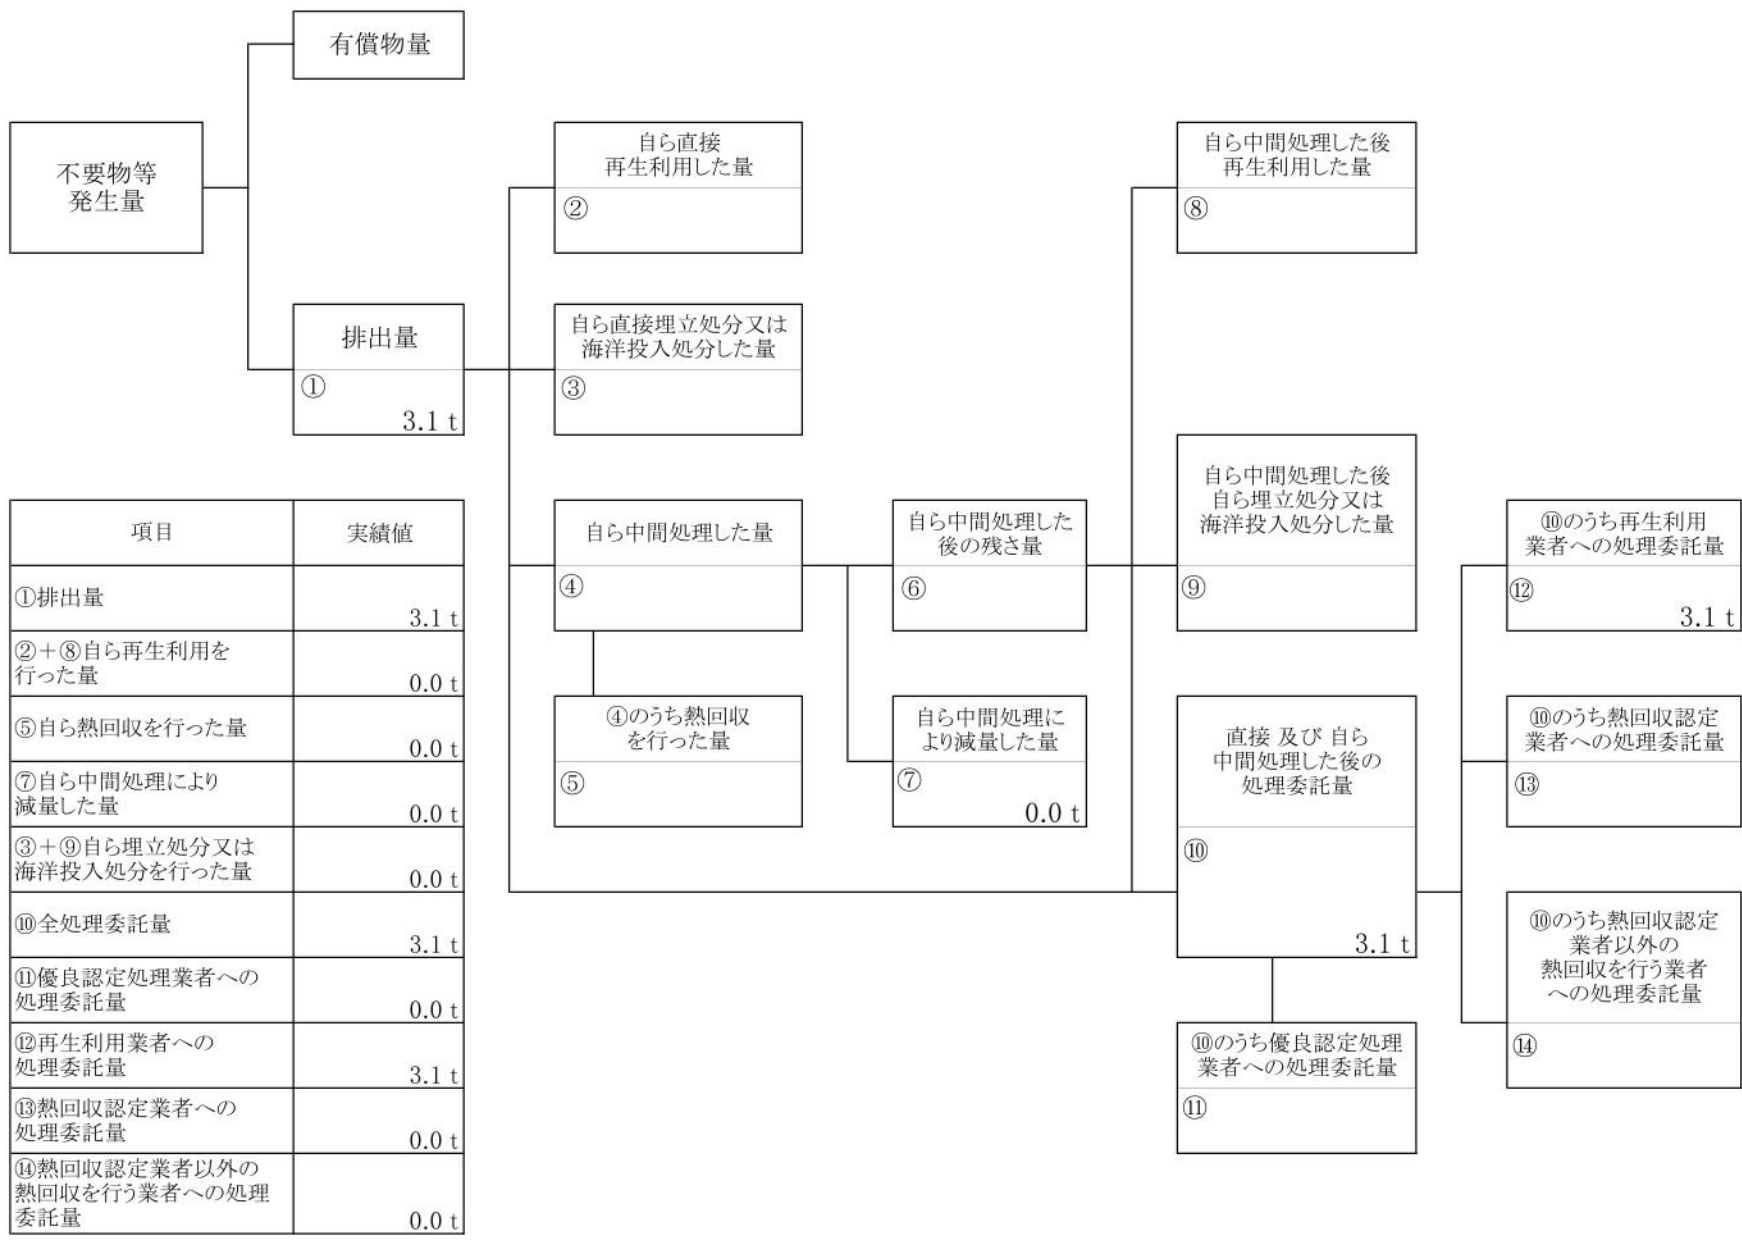 有償物量
不要物等
発生量
自ら直接
再生利用した量
②
自ら中間処理した後
再生利用した量
⑧
排出量
①
3.1 t
自ら直接埋立処分又は
海洋投入処分した量
③
自ら中間処理した量
④
自ら中間処理した
後の残さ量
⑥
自ら中間処理した後
自ら埋立処分又は
海洋投入処分した量
⑨
⑩のうち再生利用
業者への処理委託量
⑫
3.1 t
④のうち熱回収
を行った量
⑤
自ら中間処理に
より減量した量
⑦
0.0 t
直接 及び 自ら
中間処理した後の
処理委託量
⑩
3.1 t
⑩のうち熱回収認定
業者への処理委託量
⑬
⑩のうち熱回収認定
業者以外の
熱回収を行う業者
への処理委託量
⑭
⑩のうち優良認定処理
業者への処理委託量
⑪
項目 実績値
①排出量
3.1 t
②+⑧自ら再生利用を
行った量
0.0 t
⑤自ら熱回収を行った量
0.0 t
⑦自ら中間処理により
減量した量
0.0 t
③+⑨自ら埋立処分又は
海洋投入処分を行った量
0.0 t
⑩全処理委託量
3.1 t
⑪優良認定処理業者への
処理委託量
0.0 t
⑫再生利用業者への
処理委託量
3.1 t
⑬熱回収認定業者への
処理委託量
0.0 t
⑭熱回収認定業者以外の
熱回収を行う業者への処理
委託量
0.0 t